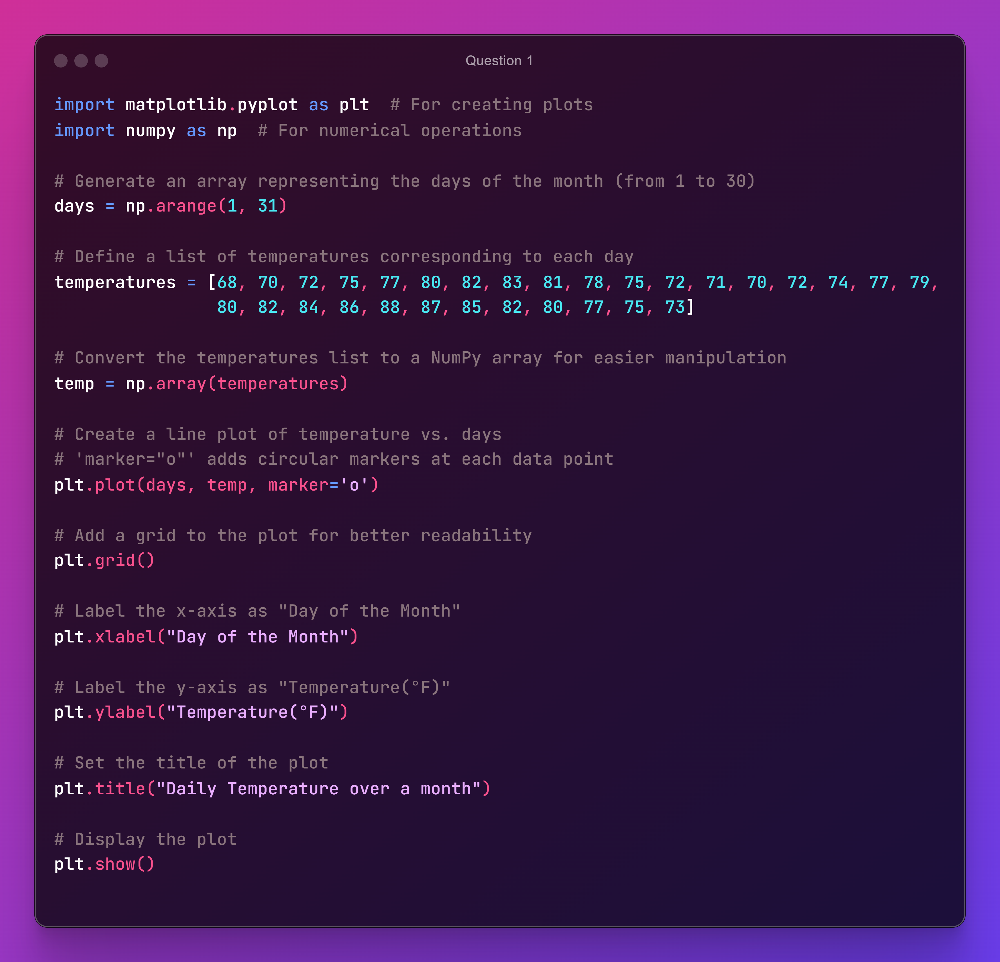 Question 1
import matplotlib.pyplot as plt  # For creating plots
import numpy as np  # For numerical operations
# Generate an array representing the days of the month (from 1 to 30)
days = np.arange(1, 31)
# Define a list of temperatures corresponding to each day
temperatures = [68, 70, 72, 75, 77, 80, 82, 83, 81, 78, 75, 72, 71, 70, 72, 74, 77, 79,
                80, 82, 84, 86, 88, 87, 85, 82, 80, 77, 75, 73]
# Convert the temperatures list to a NumPy array for easier manipulation
temp = np.array(temperatures)
# Create a line plot of temperature vs. days
# 'marker="o"' adds circular markers at each data point
plt.plot(days, temp, marker='o')
# Add a grid to the plot for better readability
plt.grid()
# Label the x-axis as "Day of the Month"
plt.xlabel("Day of the Month")
# Label the y-axis as "Temperature(°F)"
plt.ylabel("Temperature(°F)")
# Set the title of the plot
plt.title("Daily Temperature over a month")
# Display the plot
plt.show()